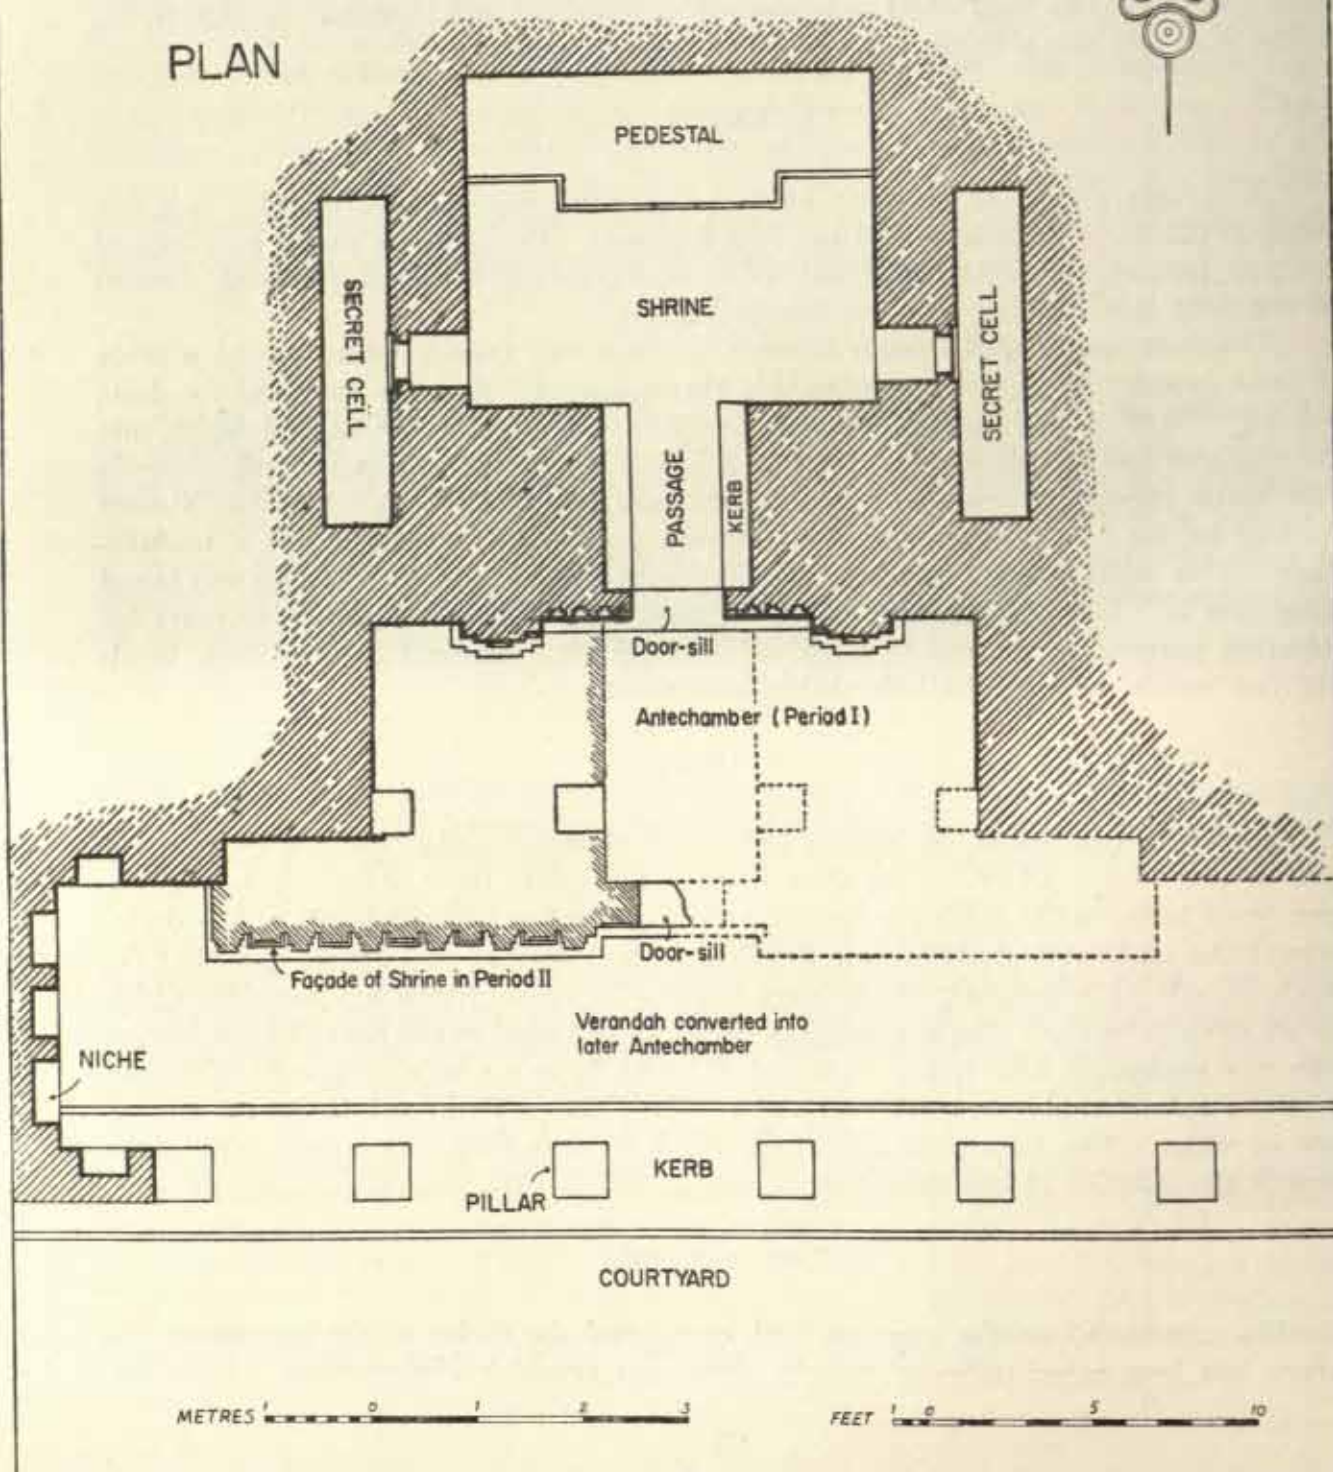 PLAN
PEDESTAL
SECRET CELL
SHRINE
SECRET CELL
PASSAGE
KERB
Door-sill
Antechamber (Period I)
Door-sill
Façade of Shrine in Period II
Verandah converted into
later Antechamber
NICHE
KERB
PILLAR
COURTYARD
METRES 1 0 1 2 3
FEET 1 0 5 10